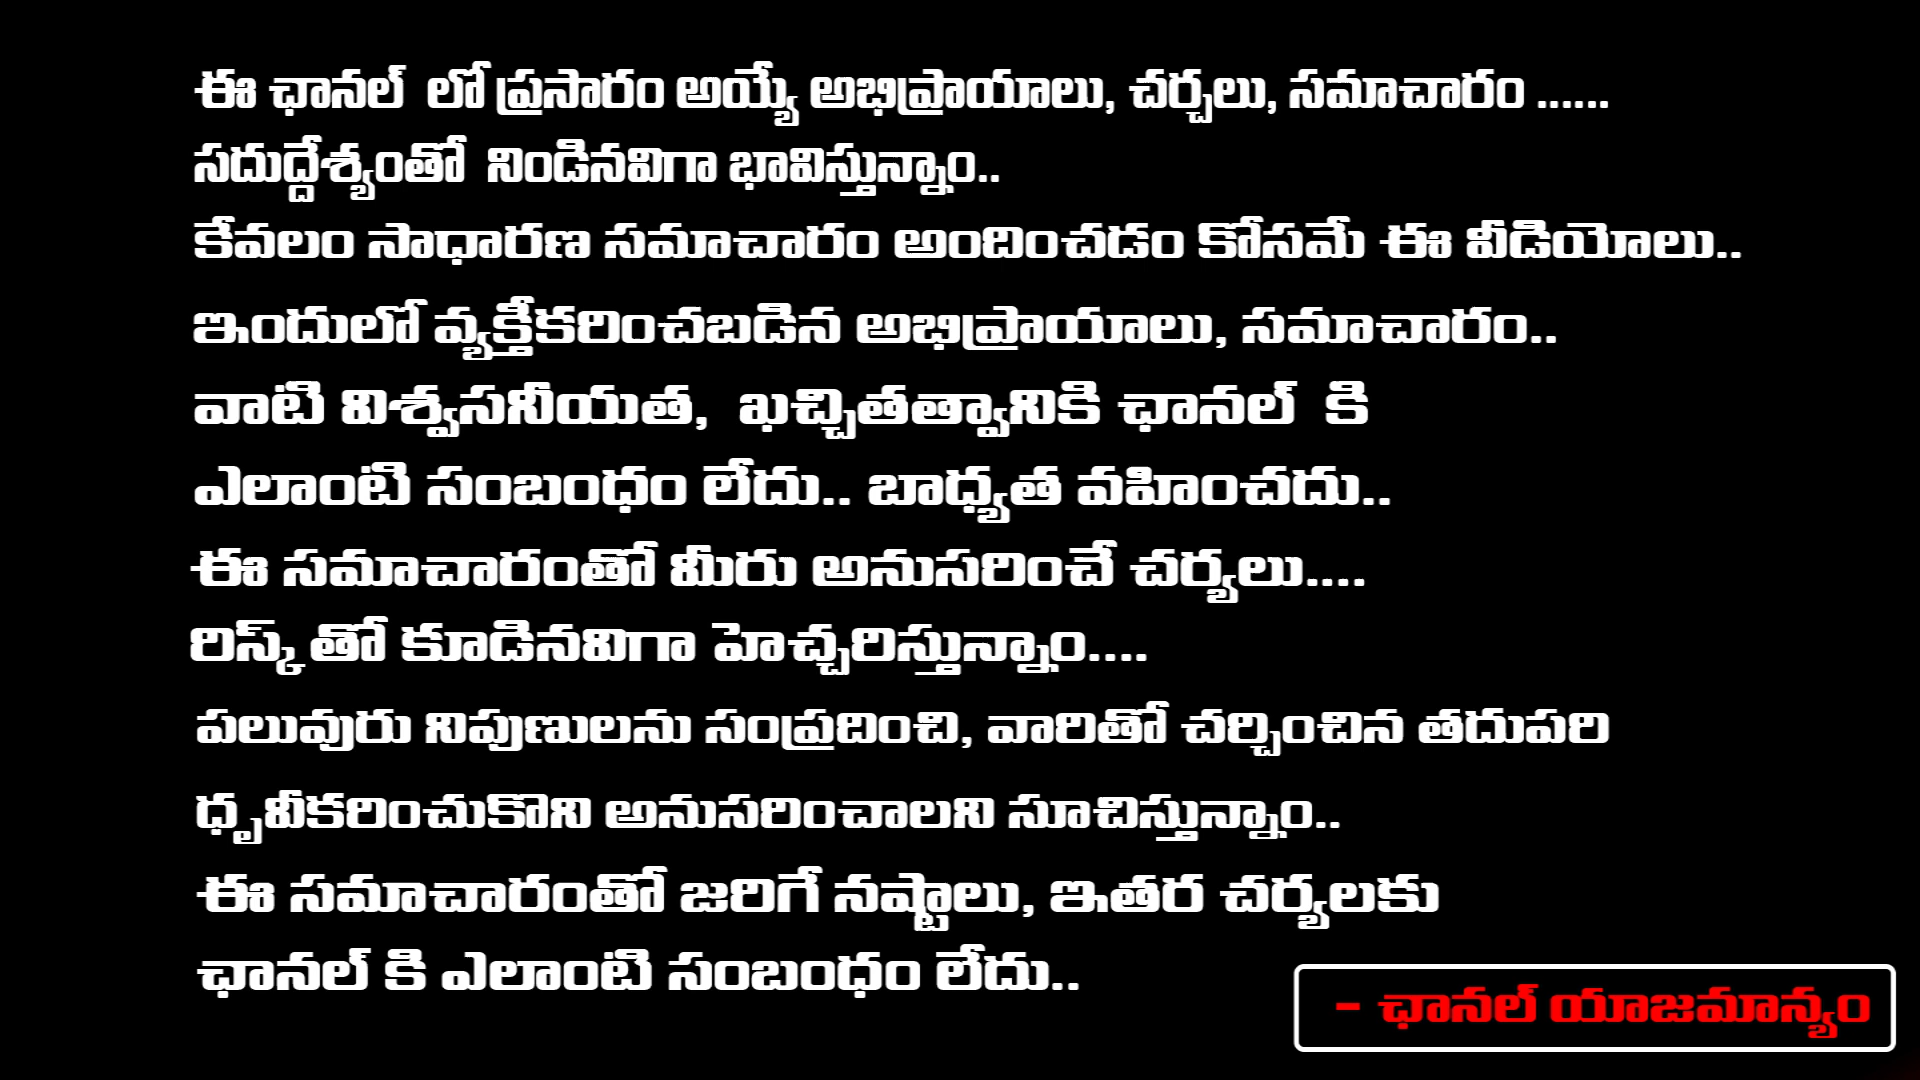 ఈ ఛానల్ లో ప్రసారం అయ్యే అభిప్రాయాలు, చర్చలు, సమాచారం ......
సదుద్దేశ్యంతో నిండినవిగా భావిస్తున్నాం..
కేవలం సాధారణ సమాచారం అందించడం కోసమే ఈ వీడియోలు..
ఇందులో వ్యక్తీకరించబడిన అభిప్రాయాలు, సమాచారం..
వాటి విశ్వసనీయత, ఖచ్చితత్వానికి ఛానల్ కి
ఎలాంటి సంబంధం లేదు.. బాధ్యత వహించదు..
ఈ సమాచారంతో మీరు అనుసరించే చర్యలు....
రిస్క్ తో కూడినవిగా హెచ్చరిస్తున్నాం....
పలువురు నిపుణులను సంప్రదించి, వారితో చర్చించిన తదుపరి
ధృవీకరించుకొని అనుసరించాలని సూచిస్తున్నాం..
ఈ సమాచారంతో జరిగే నష్టాలు, ఇతర చర్యలకు
ఛానల్ కి ఎలాంటి సంబంధం లేదు..
- ఛానల్ యాజమాన్యం